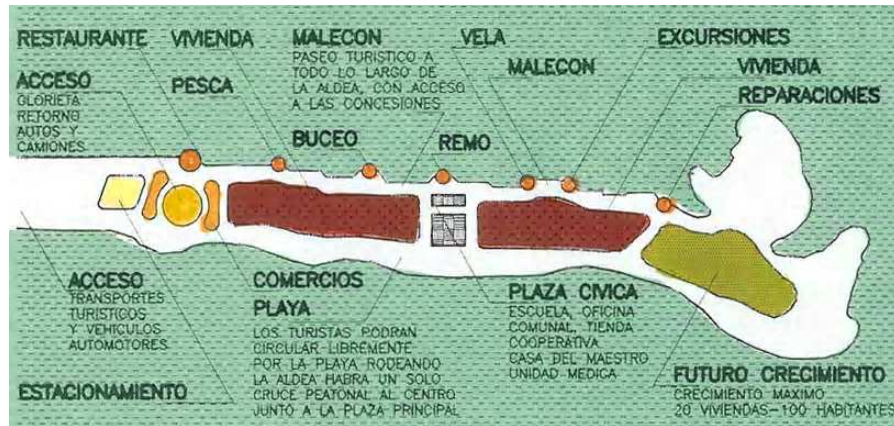 RESTAURANTE
VIVIENDA
MALECON
PASEO TURISTICO A
TODO LO LARGO DE
LA ALDEA, CON ACCESO
A LAS CONCESIONES
VELA
EXCURSIONES
MALECON
VIVIENDA
ACCESO
GLORIETA
RETORNO
AUTOS Y
CAMIONES
PESCA
REPARACIONES
BUCEO
REMO
ACCESO
TRANSPORTES
TURISTICOS
Y VEHICULOS
AUTOMOTORES
ESTACIONAMIENTO
COMERCIOS
PLAYA
LOS TURISTAS PODRAN
CIRCULAR LIBREMENTE
POR LA PLAYA RODEANDO
LA ALDEA HABRA UN SOLO
CRUCE PEATONAL AL CENTRO
JUNTO A LA PLAZA PRINCIPAL
PLAZA CIVICA
ESCUELA, OFICINA
COMUNAL, TIENDA
COOPERATIVA
CASA DEL MAESTRO
UNIDAD MEDICA
FUTURO CRECIMIENTO
CRECIMIENTO MAXIMO
20 VIVIENDAS-100 HABITANTES